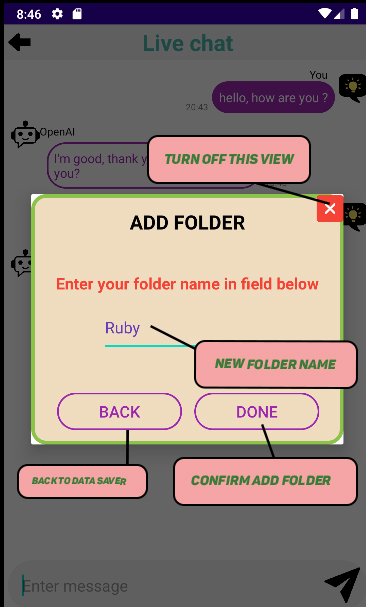 8:46
Live chat
You
hello, how are you ?
20:43
OpenAI
I'm good, thank y
you?
TURN OFF THIS VIEW
ADD FOLDER
Enter your folder name in field below
Ruby
NEW FOLDER NAME
BACK
DONE
BACK TO DATA SAVER
CONFIRM ADD FOLDER
Enter message